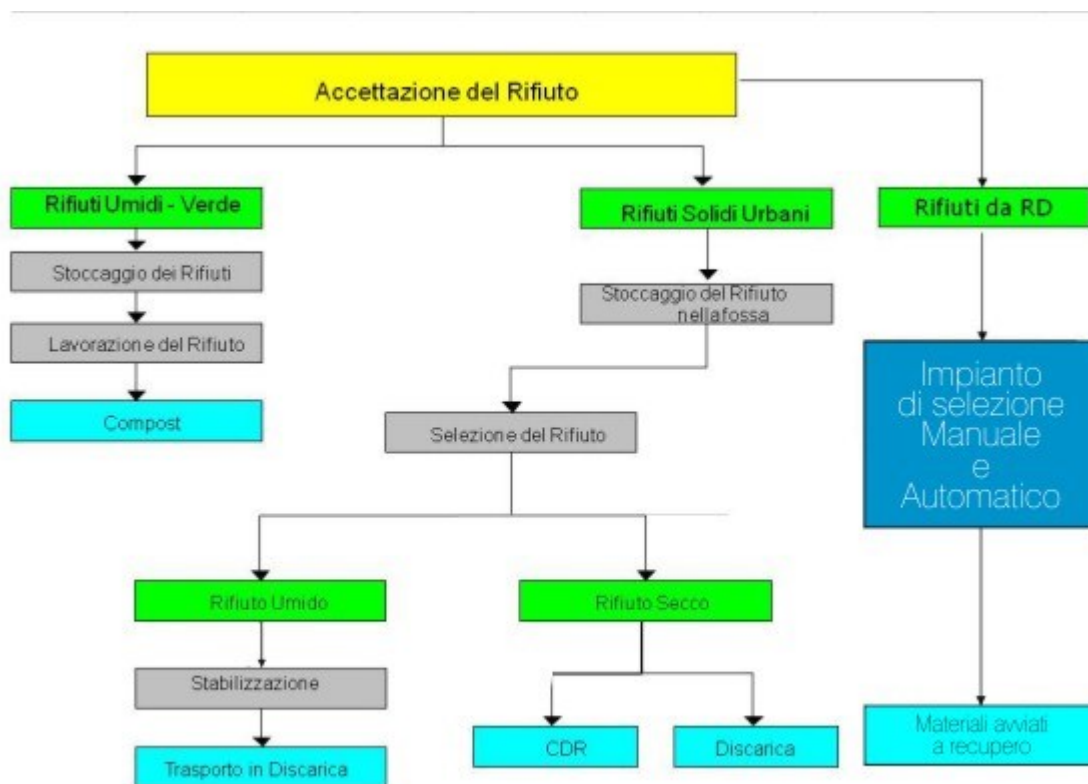 Accettazione del Rifiuto
Rifiuti Umidi - Verde
Rifiuti Solidi Urbani
Rifiuti da RD
Stoccaggio dei Rifiuti
Stoccaggio del Rifiuto
nella fossa
Lavorazione del Rifiuto
Compost
Selezione del Rifiuto
Impianto
di selezione
Manuale
e
Automatico
Rifiuto Umido
Rifiuto Secco
Stabilizzazione
CDR
Discarica
Materiali avviati
a recupero
Trasporto in Discarica